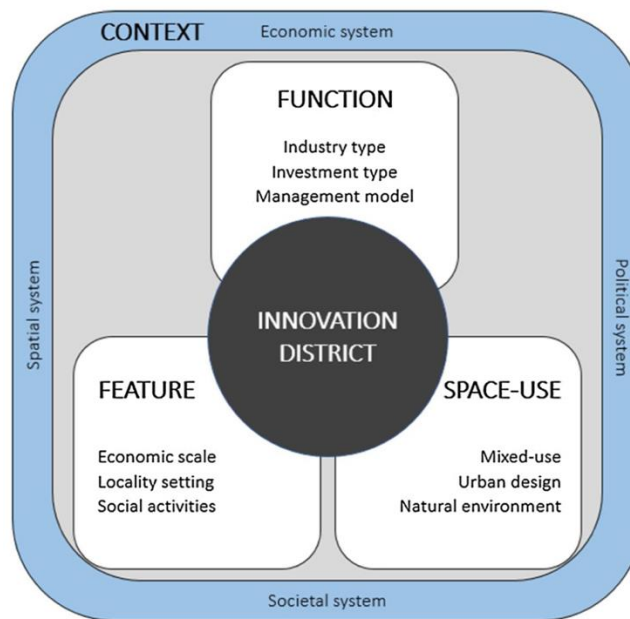 CONTEXT
Economic system
FUNCTION
Industry type
Investment type
Management model
Spatial system
Political system
INNOVATION
DISTRICT
FEATURE
Economic scale
Locality setting
Social activities
SPACE-USE
Mixed-use
Urban design
Natural environment
Societal system